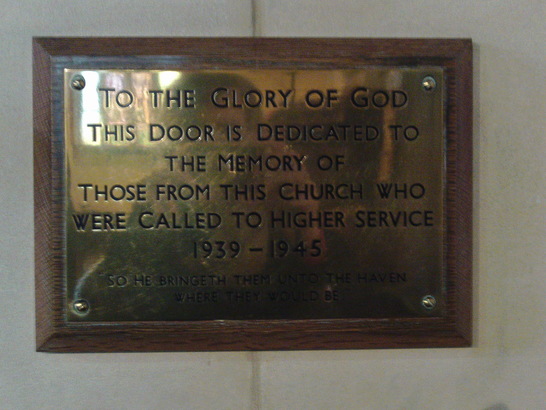 TO THE GLORY OF GOD
THIS DOOR IS DEDICATED TO
THE MEMORY OF
THOSE FROM THIS CHURCH WHO
WERE CALLED TO HIGHER SERVICE
1939 – 1945
"SO HE BRINGETH THEM UNTO THE HAVEN
WHERE THEY WOULD BE"